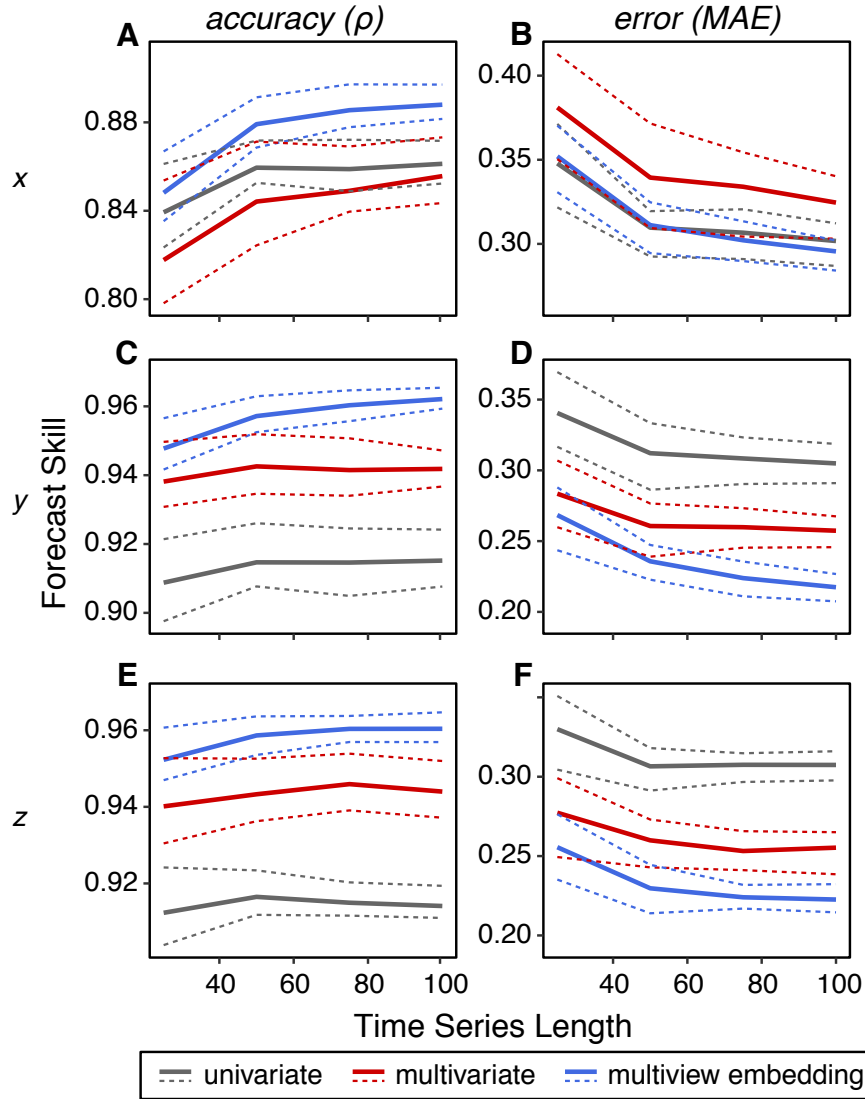 accuracy (ρ)
error (MAE)
A
B
x
0.88
0.84
0.80
0.40
0.35
0.30
C
D
Forecast Skill
y
0.96
0.94
0.92
0.90
0.35
0.30
0.25
0.20
E
F
z
0.96
0.94
0.92
0.30
0.25
0.20
40 60 80 100
40 60 80 100
Time Series Length
univariate multivariate multiview embedding